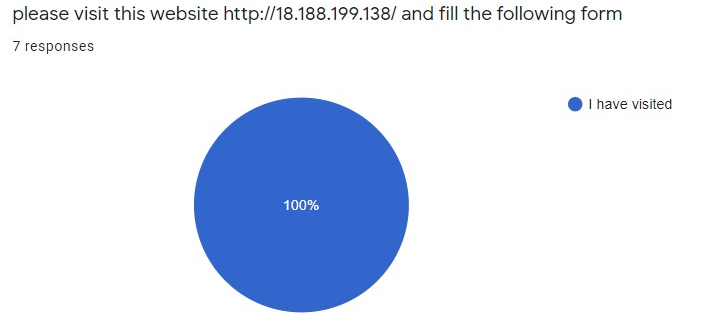 please visit this website http://18.188.199.138/ and fill the following form
7 responses
I have visited
100%